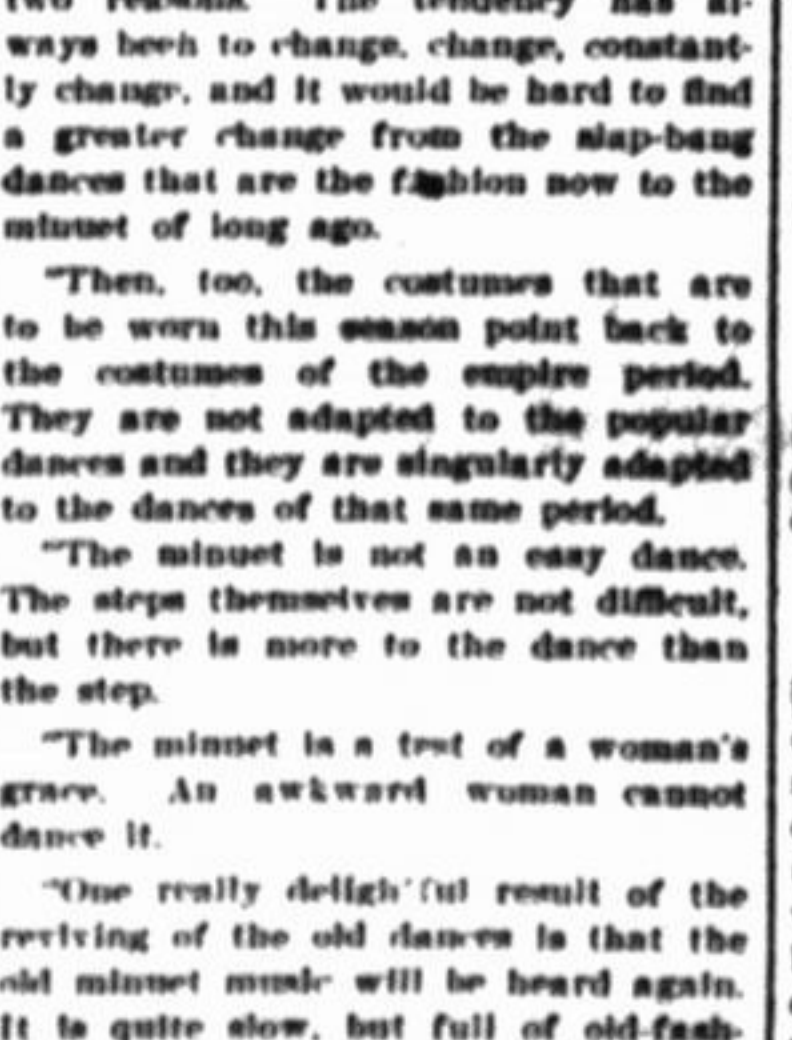 two reasons. The tendency has al-
ways been to change, change, constant-
ly change, and it would be hard to find
a greater change from the slap-bang
dances that are the fashion now to the
minuet of long ago.
"Then, too, the costumes that are
to be worn this season point back to
the costumes of the empire period.
They are not adapted to the popular
dances and they are singularly adapted
to the dances of that same period.
"The minuet is not an easy dance.
The steps themselves are not difficult,
but there is more to the dance than
the step.
"The minuet is a test of a woman's
grace. An awkward woman cannot
dance it.
"One really delightful result of the
reviving of the old dances is that the
old minuet music will be heard again.
It is quite slow, but full of old-fash-